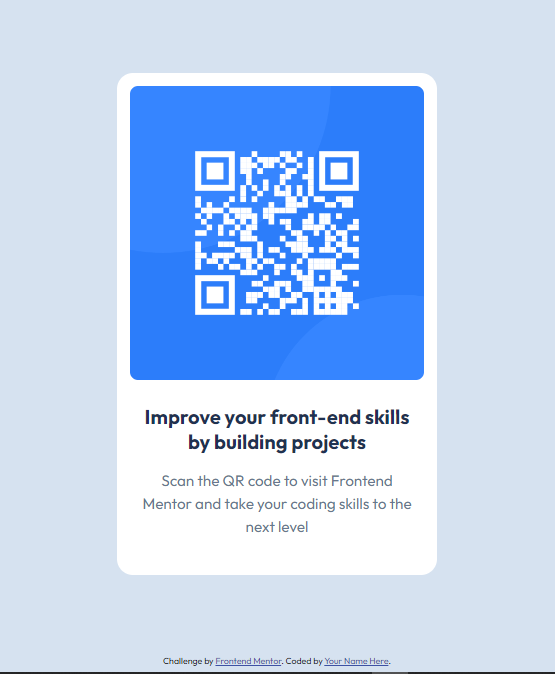 Improve your front-end skills
by building projects
Scan the QR code to visit Frontend
Mentor and take your coding skills to the
next level
Challenge by Frontend Mentor. Coded by Your Name Here.